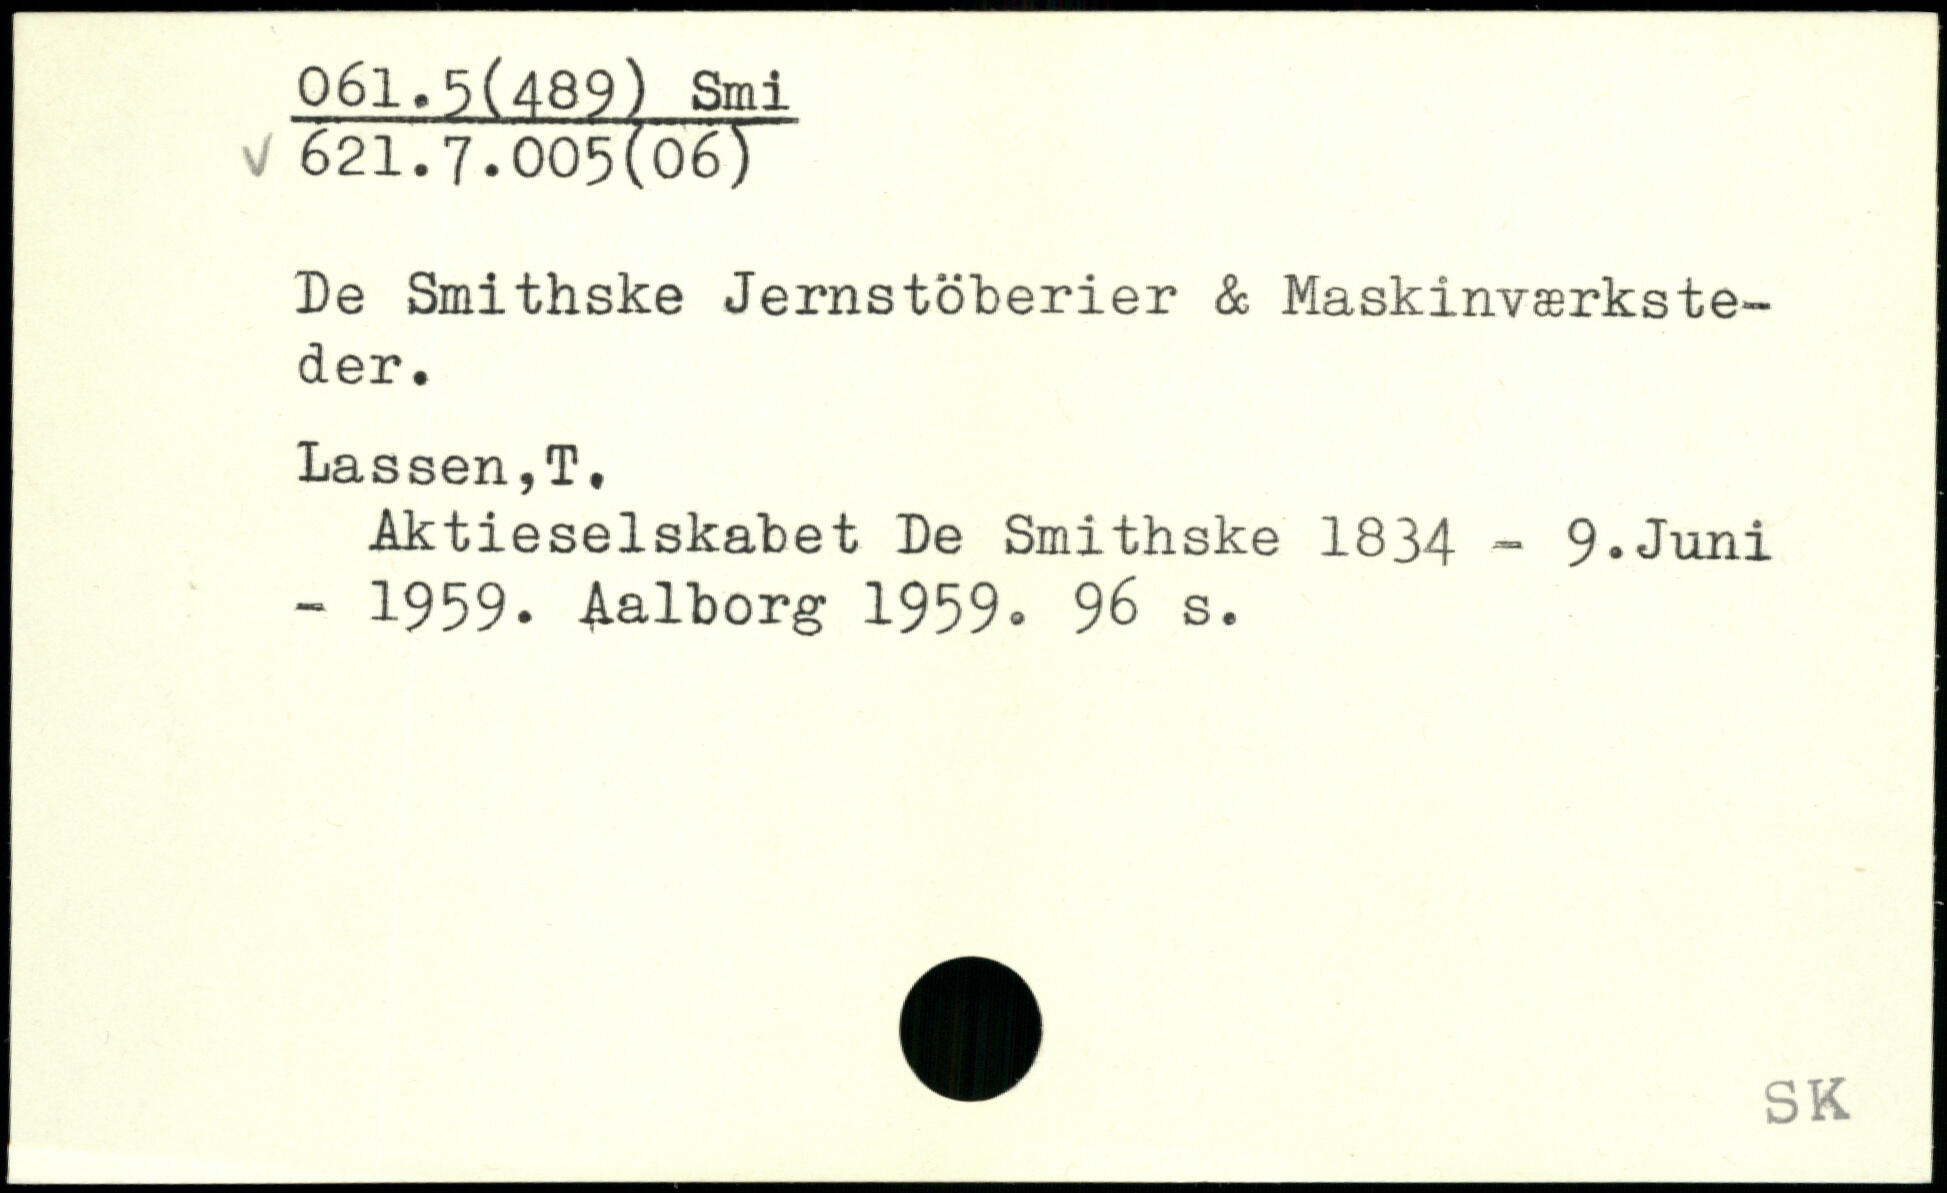 061.5(489) Smi
√ 621.7.005(06)
De Smithske Jernstöberier & Maskinværkste-
der.
Lassen,T.
Aktieselskabet De Smithske 1834 - 9.Juni
- 1959. Aalborg 1959. 96 s.
SK